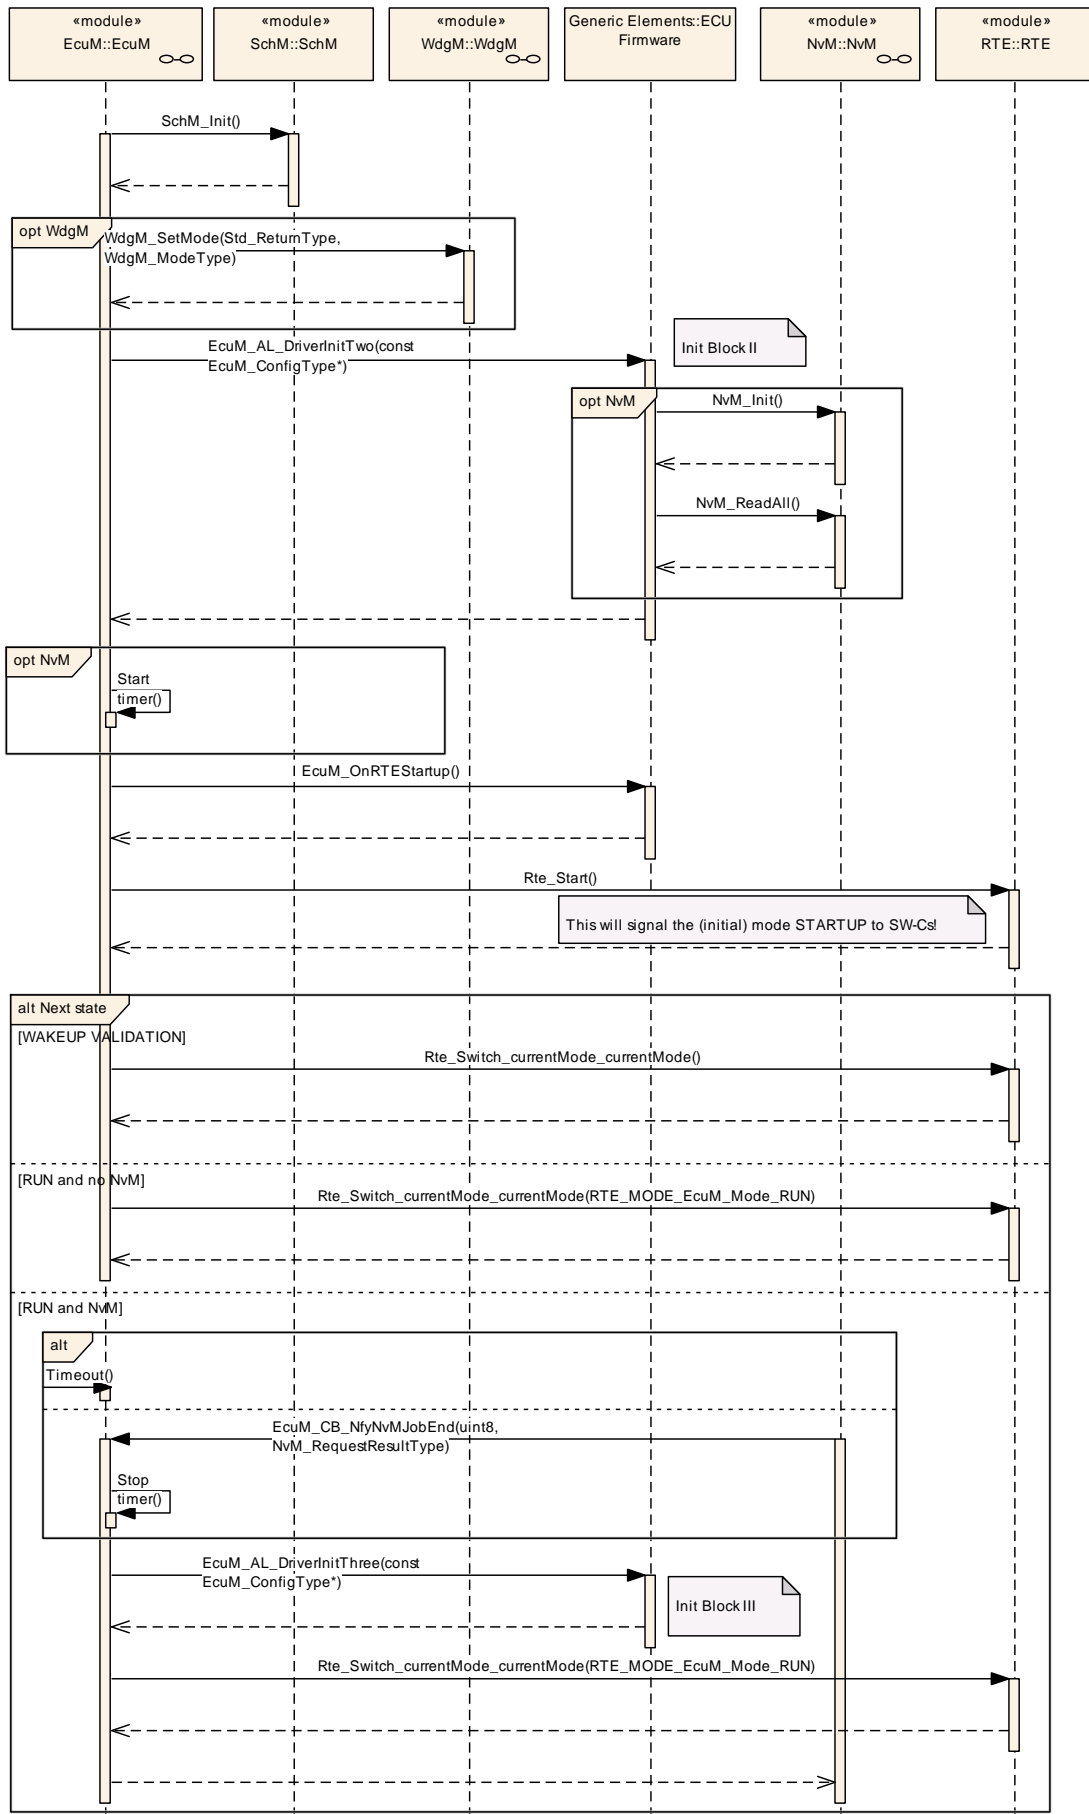 «module»
EcuM::EcuM
«module»
SchM::SchM
«module»
WdgM::WdgM
Generic Elements::ECU
Firmware
«module»
NvM::NvM
«module»
RTE::RTE
SchM_Init()
opt WdgM
WdgM_SetMode(Std_ReturnType,
WdgM_ModeType)
EcuM_AL_DriverInitTwo(const
EcuM_ConfigType*)
Init Block II
opt NvM
NvM_Init()
NvM_ReadAll()
opt NvM
Start
timer()
EcuM_OnRTEStartup()
Rte_Start()
This will signal the (initial) mode STARTUP to SW-Cs!
alt Next state
[WAKEUP VALIDATION]
Rte_Switch_currentMode_currentMode()
[RUN and no NvM]
Rte_Switch_currentMode_currentMode(RTE_MODE_EcuM_Mode_RUN)
[RUN and NvM]
alt
Timeout()
EcuM_CB_NfyNvMJobEnd(uint8,
NvM_RequestResultType)
Stop
timer()
EcuM_AL_DriverInitThree(const
EcuM_ConfigType*)
Init Block III
Rte_Switch_currentMode_currentMode(RTE_MODE_EcuM_Mode_RUN)